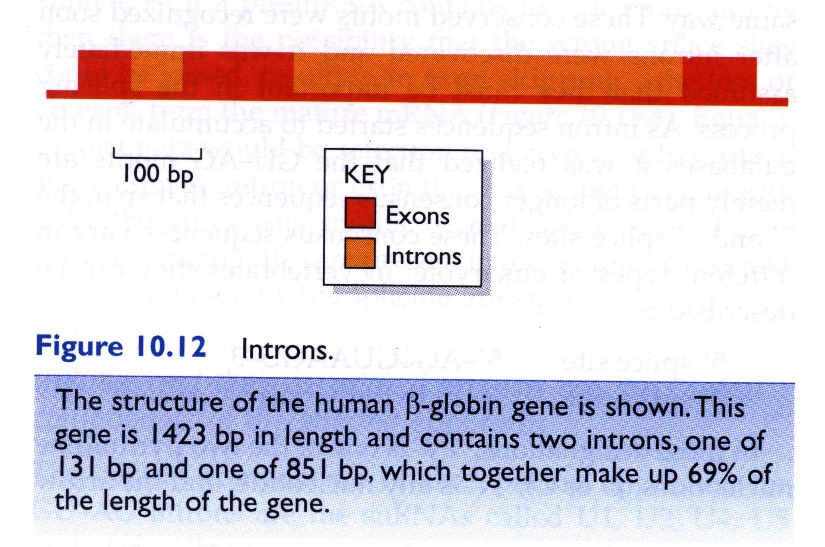 100 bp
KEY
Exons
Introns
Figure 10.12 Introns.
The structure of the human β-globin gene is shown. This
gene is 1423 bp in length and contains two introns, one of
131 bp and one of 851 bp, which together make up 69% of
the length of the gene.